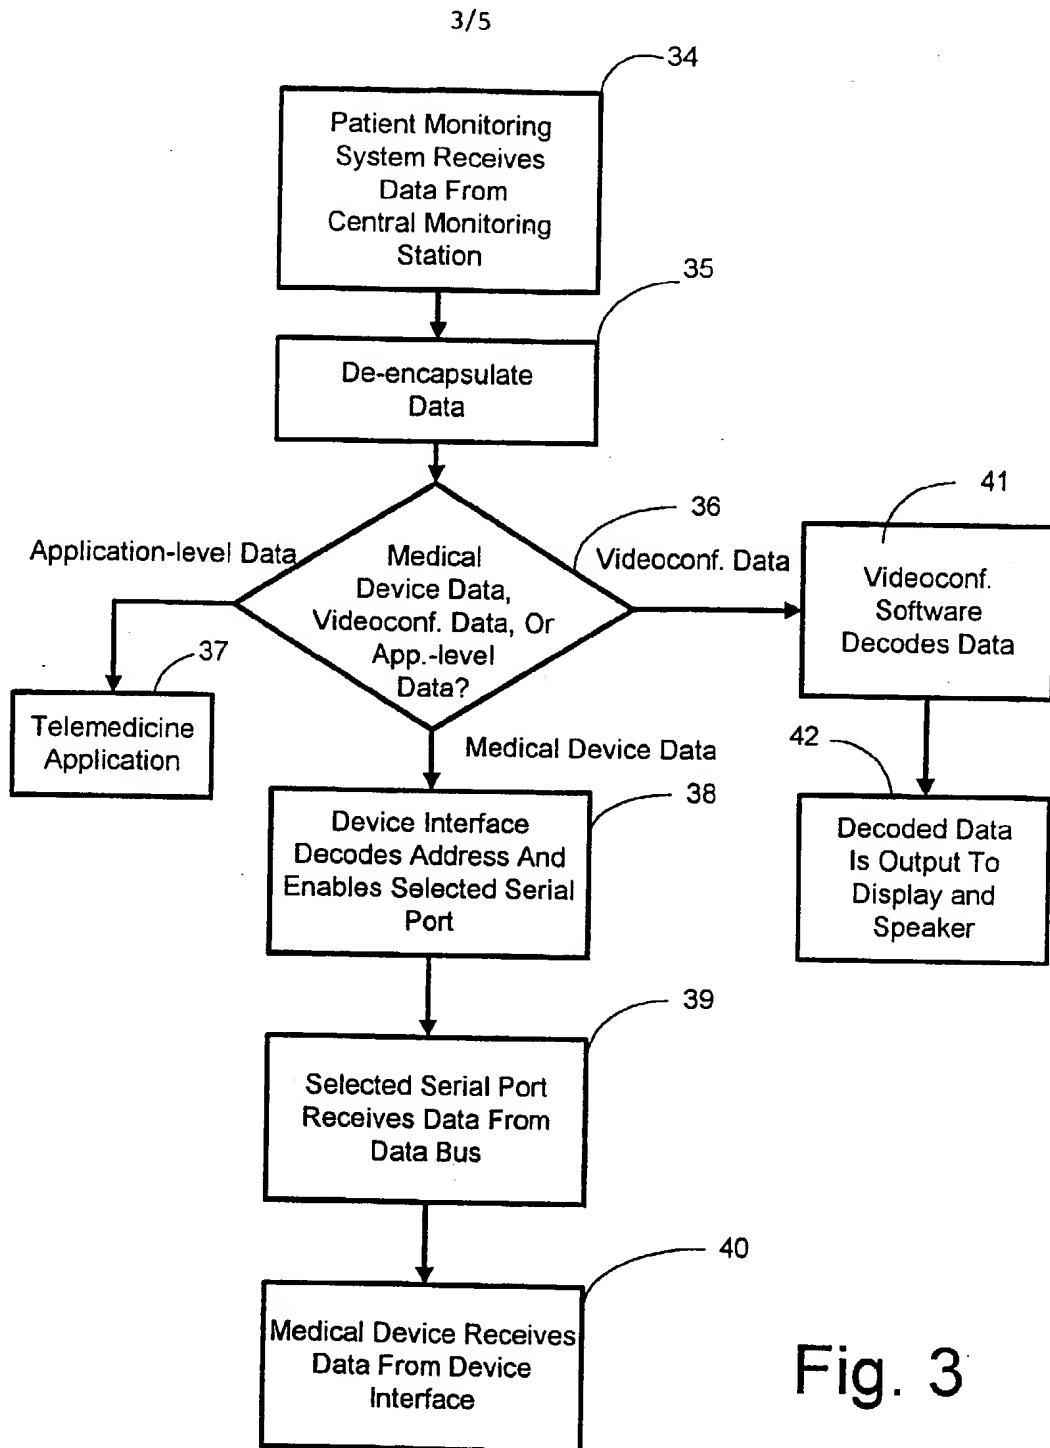 3/5
34
Patient Monitoring
System Receives
Data From
Central Monitoring
Station
35
De-encapsulate
Data
36
Application-level Data
Medical
Device Data,
Videoconf. Data, Or
App.-level
Data?
Videoconf. Data
41
Videoconf.
Software
Decodes Data
37
Telemedicine
Application
Medical Device Data
42
Decoded Data
Is Output To
Display and
Speaker
38
Device Interface
Decodes Address And
Enables Selected Serial
Port
39
Selected Serial Port
Receives Data From
Data Bus
40
Medical Device Receives
Data From Device
Interface
Fig. 3